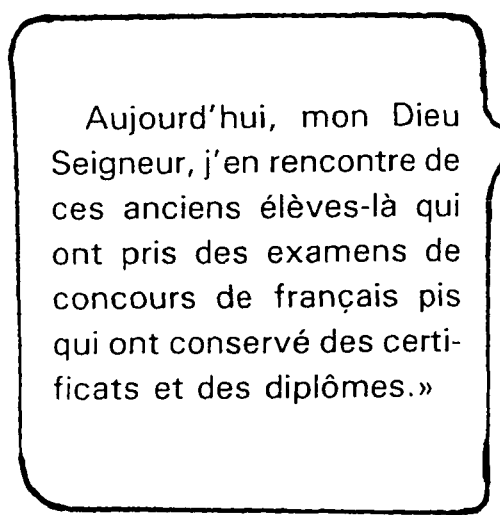 Aujourd'hui, mon Dieu
Seigneur, j'en rencontre de
ces anciens élèves-là qui
ont pris des examens de
concours de français pis
qui ont conservé des certi-
ficats et des diplômes.»